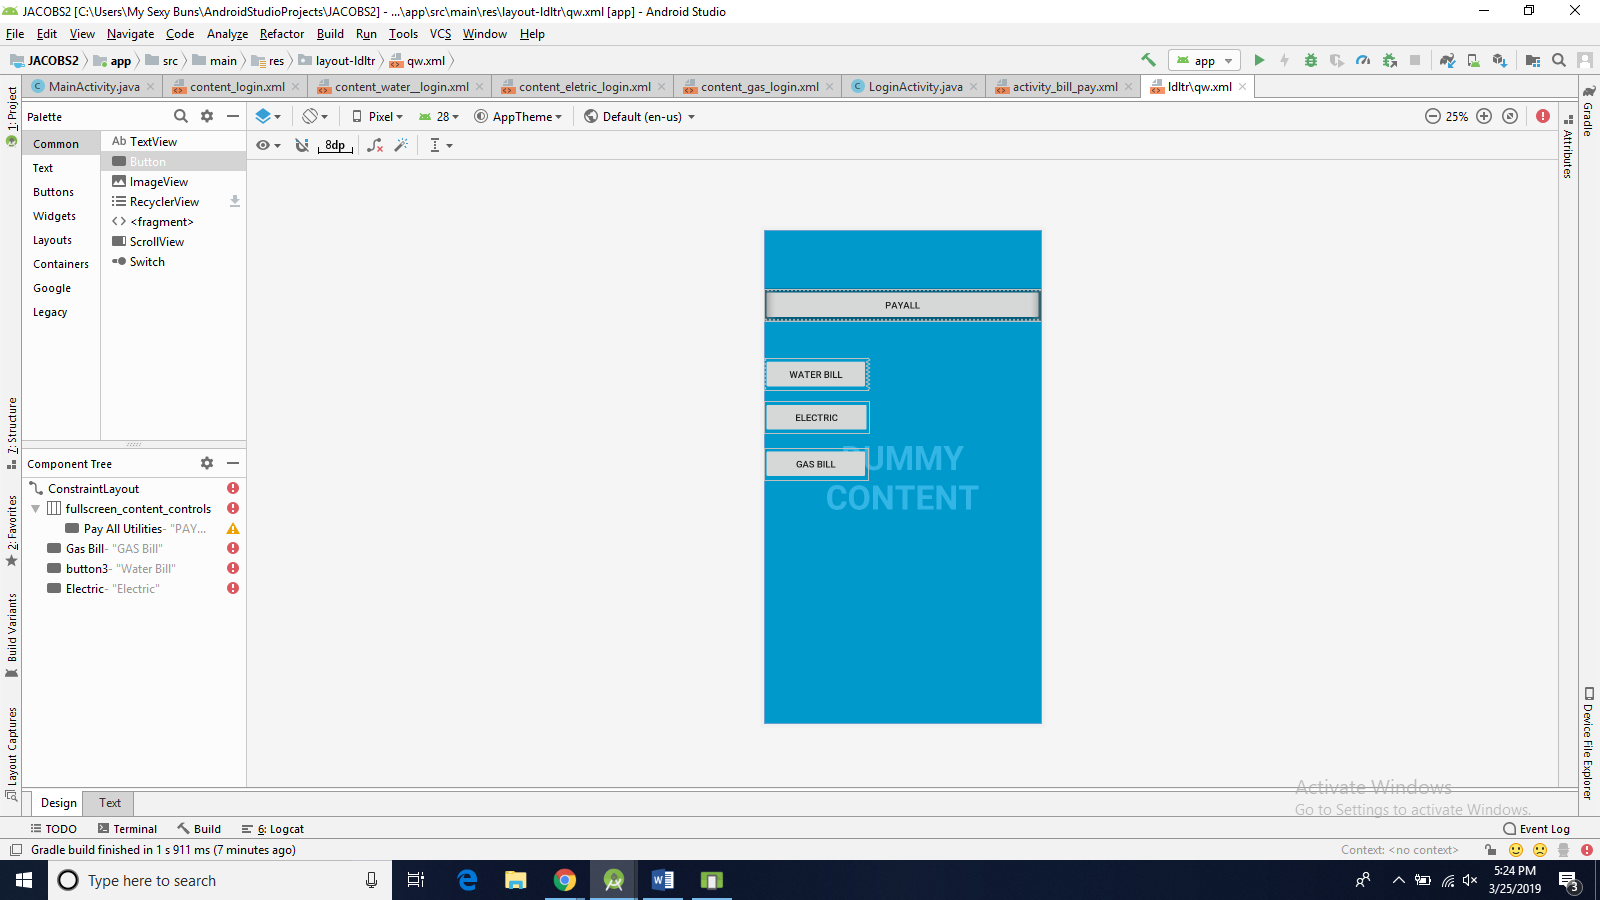 JACOBS2 [C:\Users\My Sexy Buns\AndroidStudioProjects\JACOBS2] - ...\app\src\main\res\layout-ldltr\qw.xml [app] - Android Studio
File Edit View Navigate Code Analyze Refactor Build Run Tools VCS Window Help
JACOBS2 app src main res layout-ldltr qw.xml app
MainActivity.java content_login.xml content_water__login.xml content_eletric_login.xml content_gas_login.xml LoginActivity.java activity_bill_pay.xml ldltr\qw.xml
1: Project
7: Structure
2: Favorites
Build Variants
Layout Captures
Palette
Common
Text
Buttons
Widgets
Layouts
Containers
Google
Legacy
Ab TextView
Button
ImageView
RecyclerView
<fragment>
ScrollView
Switch
Pixel 28 AppTheme Default (en-us) 25%
8dp
Component Tree
ConstraintLayout
fullscreen_content_controls
Pay All Utilities- "PAY...
Gas Bill- "GAS Bill"
button3- "Water Bill"
Electric- "Electric"
PAYALL
WATER BILL
ELECTRIC
GAS BILL
DUMMY
CONTENT
Gradle
Attributes
Device File Explorer
Activate Windows
Go to Settings to activate Windows.
Design Text
TODO Terminal Build 6: Logcat Event Log
Gradle build finished in 1 s 911 ms (7 minutes ago) Context: <no context>
Type here to search
5:24 PM
3/25/2019
3